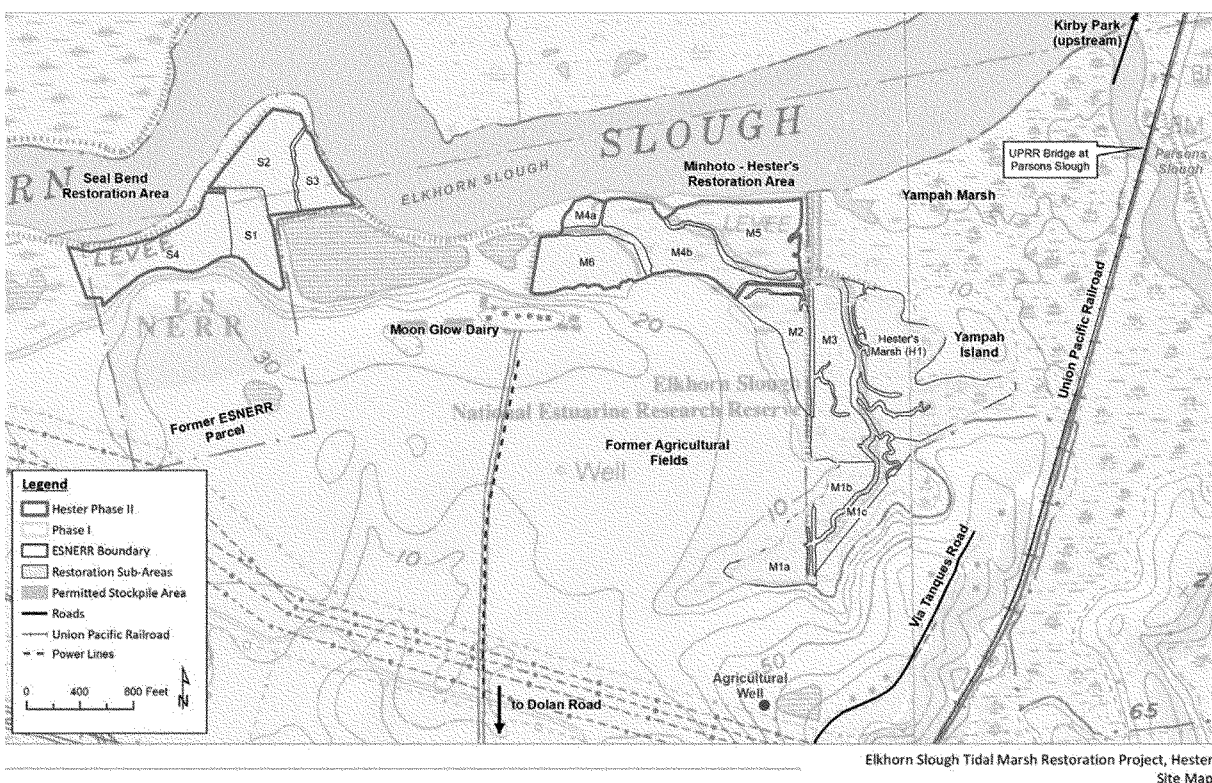 Kirby Park
(upstream)
SLOUGH
RN
Seal Bend
Restoration Area
S2
S3
ELKHORN SLOUGH
Minhoto - Hester's
Restoration Area
UPRR Bridge at
Parsons Slough
Parsons
Slough
Yampah Marsh
LEVEE
S4
S1
M4a
LEVEE
M5
M4b
M6
10
ES
NERR
Moon Glow Dairy
20
M2
M3
Hester's
Marsh (H1)
Yampah
Island
Union Pacific Railroad
30
Elkhorn Slough
National Estuarine Research Reserve
Former ESNERR
Parcel
Former Agricultural
Fields
Well
M1b
M1c
M1a
10
Via Tanques Road
60
Agricultural
Well
to Dolan Road
65
Legend
Hester Phase II
Phase I
ESNERR Boundary
Restoration Sub-Areas
Permitted Stockpile Area
Roads
Union Pacific Railroad
Power Lines
0 400 800 Feet
N
Elkhorn Slough Tidal Marsh Restoration Project, Hester
Site Map